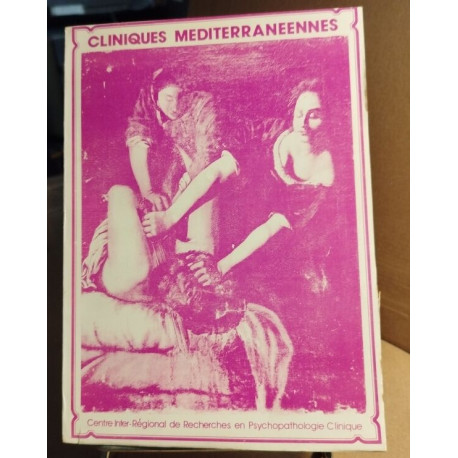 CLINIQUES MEDITERRANEENNES
Centre Inter-Régional de Recherches en Psychopathologie Clinique